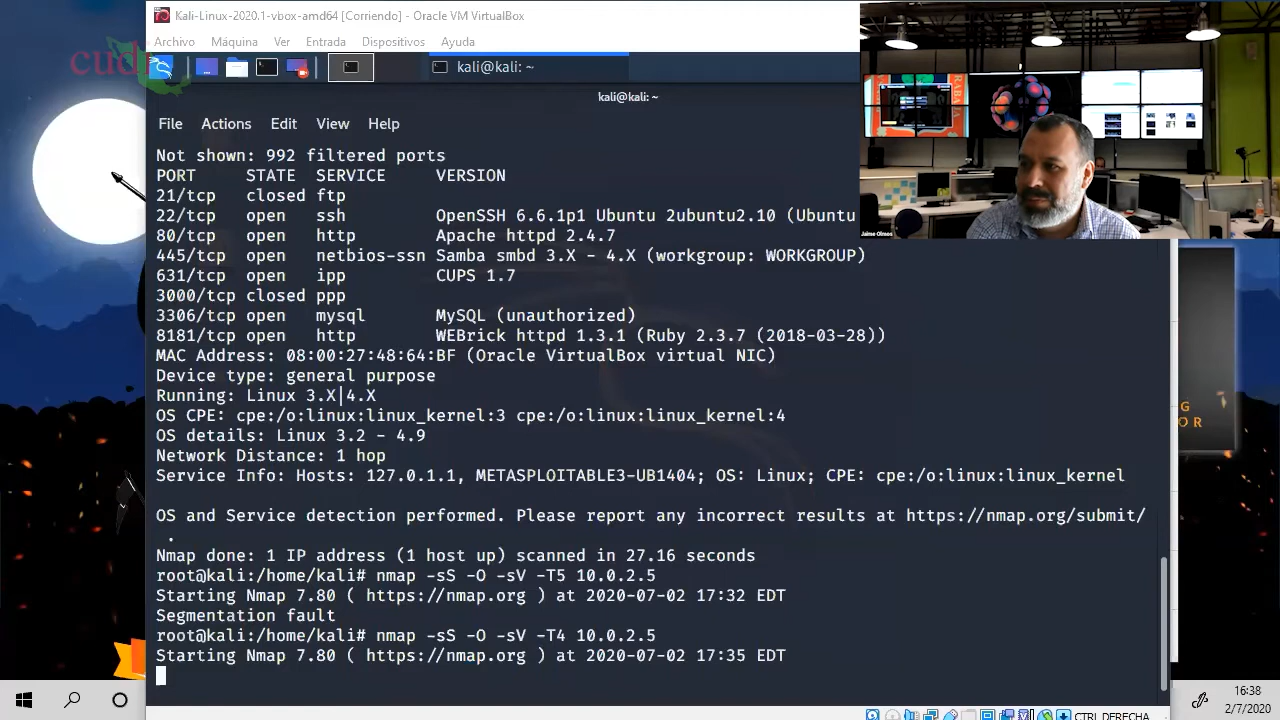 Kali-Linux-2020.1-vbox-amd64 [Corriendo] - Oracle VM VirtualBox
Archivo
Entrada
Ayuda
kali@kali: ~
kali@kali: ~
File Actions Edit View Help
Not shown: 992 filtered ports
PORT STATE SERVICE VERSION
21/tcp closed ftp
22/tcp open ssh OpenSSH 6.6.1p1 Ubuntu 2ubuntu2.10 (Ubuntu
80/tcp open http Apache httpd 2.4.7
445/tcp open netbios-ssn Samba smbd 3.X - 4.X (workgroup: WORKGROUP)
631/tcp open ipp CUPS 1.7
3000/tcp closed ppp
3306/tcp open mysql MySQL (unauthorized)
8181/tcp open http WEBrick httpd 1.3.1 (Ruby 2.3.7 (2018-03-28))
MAC Address: 08:00:27:48:64:BF (Oracle VirtualBox virtual NIC)
Device type: general purpose
Running: Linux 3.X|4.X
OS CPE: cpe:/o:linux:linux_kernel:3 cpe:/o:linux:linux_kernel:4
OS details: Linux 3.2 - 4.9
Network Distance: 1 hop
Service Info: Hosts: 127.0.1.1, METASPLOITABLE3-UB1404; OS: Linux; CPE: cpe:/o:linux:linux_kernel
OS and Service detection performed. Please report any incorrect results at https://nmap.org/submit/
.
Nmap done: 1 IP address (1 host up) scanned in 27.16 seconds
root@kali:/home/kali# nmap -sS -O -sV -T5 10.0.2.5
Starting Nmap 7.80 ( https://nmap.org ) at 2020-07-02 17:32 EDT
Segmentation fault
root@kali:/home/kali# nmap -sS -O -sV -T4 10.0.2.5
Starting Nmap 7.80 ( https://nmap.org ) at 2020-07-02 17:35 EDT
Jaime Olmos
CTRL DERECHA
16:38
2/7/2020